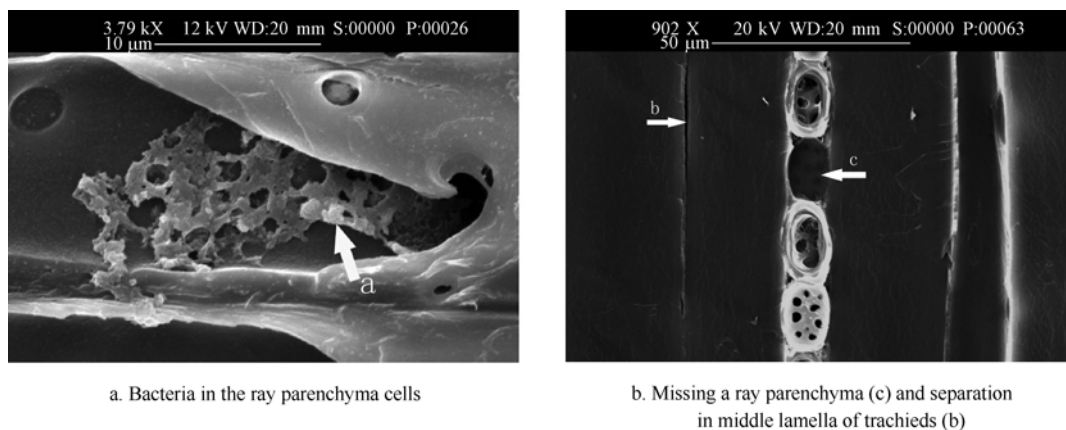 3.79 kX 12 kV WD:20 mm S:00000 P:00026
10 μm
a
902 X 20 kV WD:20 mm S:00000 P:00063
50 μm
b
c
a. Bacteria in the ray parenchyma cells
b. Missing a ray parenchyma (c) and separation
in middle lamella of trachieds (b)